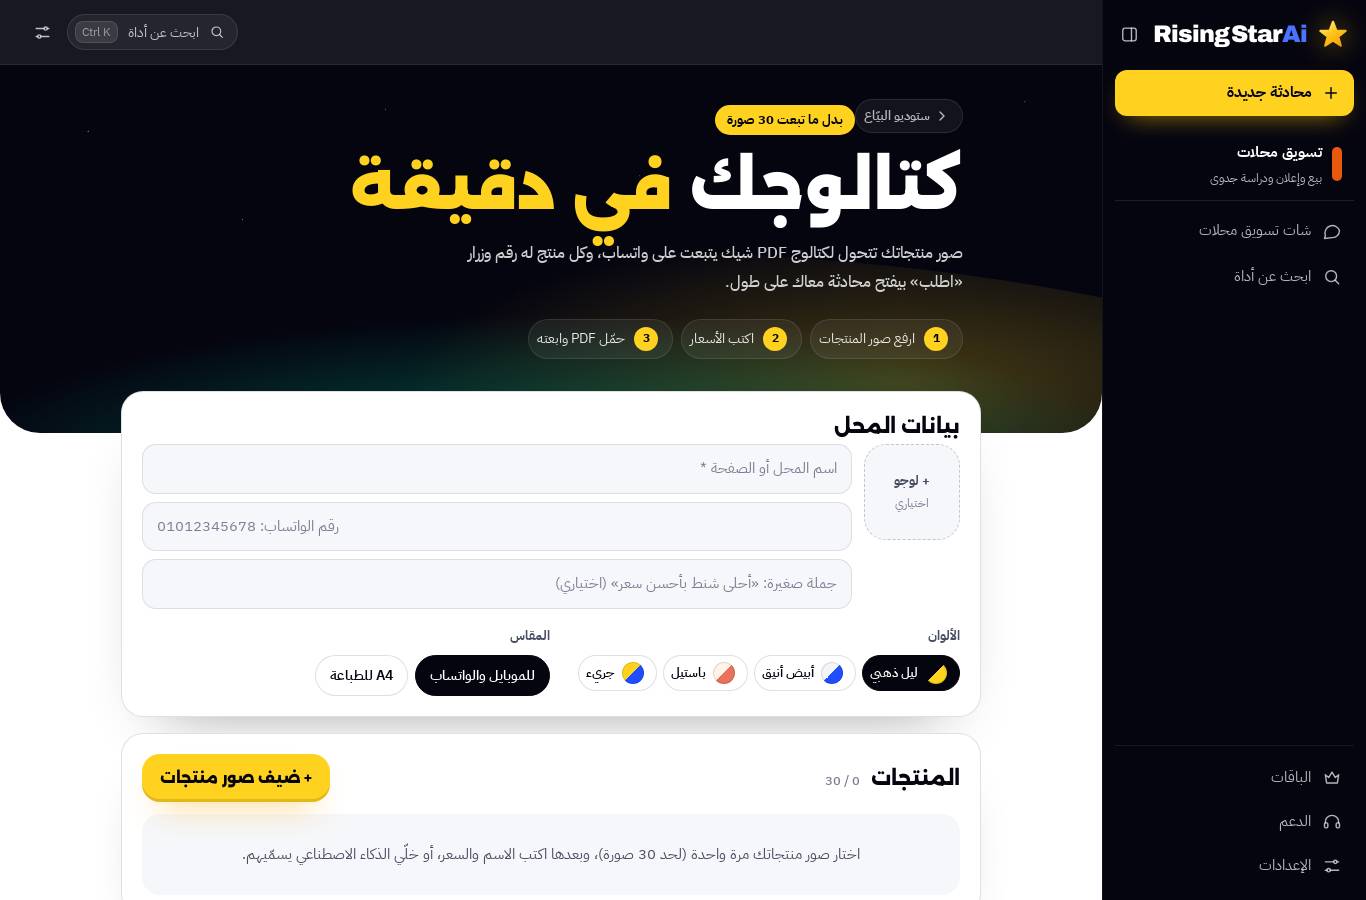 RisingStarAi
محادثة جديدة
تسويق محلات
بيع وإعلان ودراسة جدوى
شات تسويق محلات
ابحث عن أداة
الباقات
الدعم
الإعدادات
ابحث عن أداة Ctrl K
ستوديو البيّاع
بدل ما تبعت 30 صورة
كتالوجك في دقيقة
صور منتجاتك تتحول لكتالوج PDF شيك يتبعت على واتساب، وكل منتج له رقم وزرار
«اطلب» بيفتح محادثة معاك على طول.
1 ارفع صور المنتجات
2 اكتب الأسعار
3 حمّل PDF وابعته
بيانات المحل
+ لوجو
اختياري
اسم المحل أو الصفحة *
رقم الواتساب: 01012345678
جملة صغيرة: «أحلى شنط بأحسن سعر» (اختياري)
الألوان
ليل ذهبي
أبيض أنيق
باستيل
جريء
المقاس
للموبايل والواتساب
A4 للطباعة
المنتجات
0 / 30
+ ضيف صور منتجات
اختار صور منتجاتك مرة واحدة (لحد 30 صورة)، وبعدها اكتب الاسم والسعر، أو خلّي الذكاء الاصطناعي يسمّيهم.